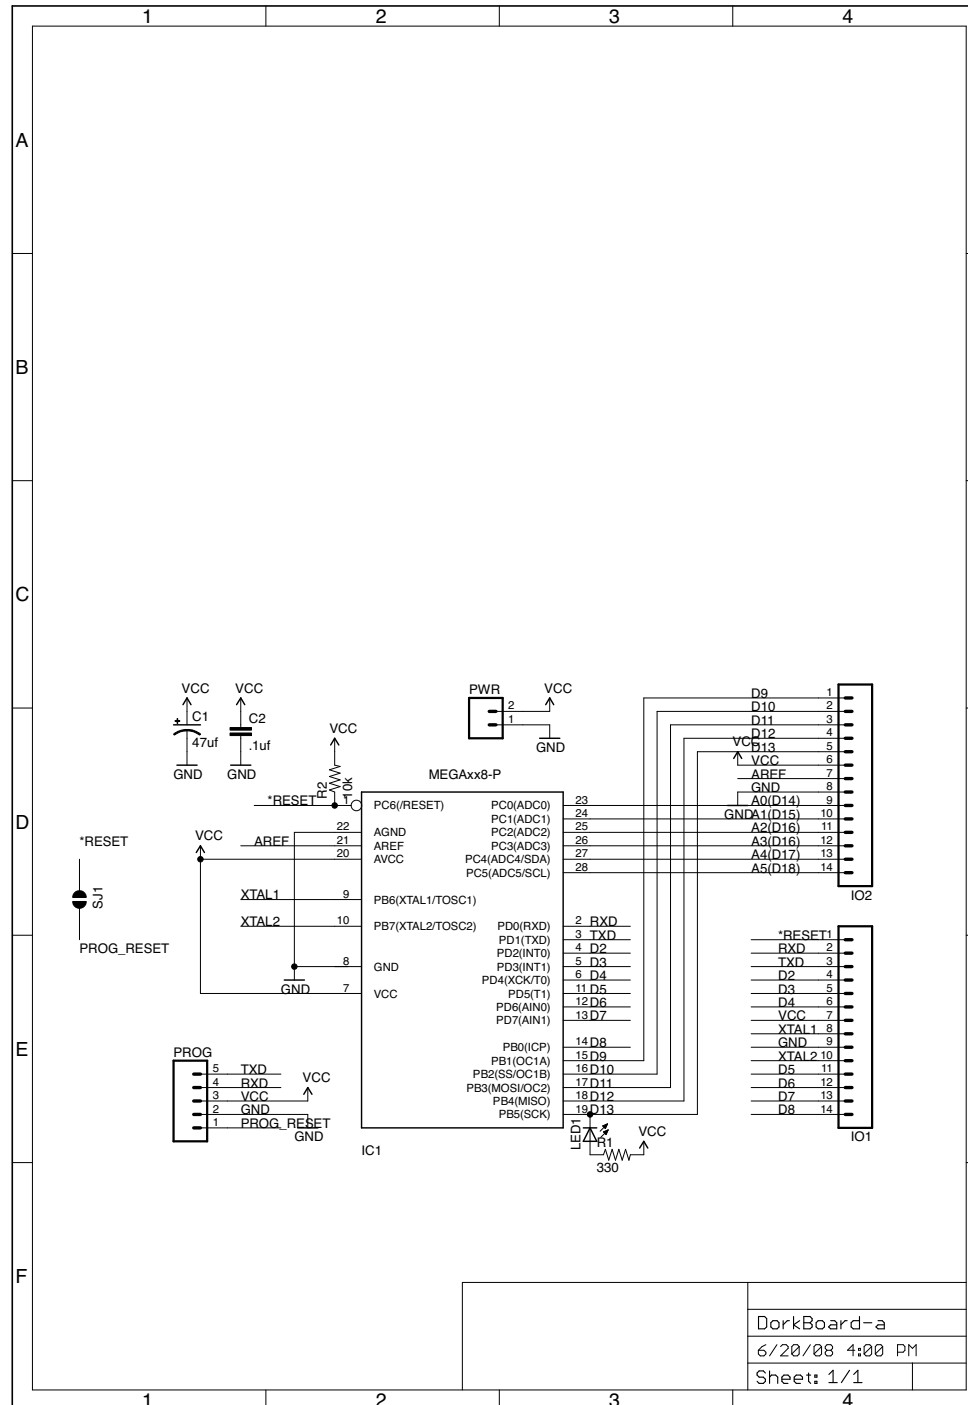 1 2 3 4
A
B
C
D
E
F
VCC VCC
C1 C2
47uf .1uf
GND GND
VCC
R2
10k
*RESET
PWR
2
1
VCC
GND
MEGAxx8-P
1 PC6(/RESET)
22 AGND
AREF 21 AREF
20 AVCC
VCC
XTAL1 9 PB6(XTAL1/TOSC1)
XTAL2 10 PB7(XTAL2/TOSC2)
8 GND
GND
7 VCC
PC0(ADC0) 23
PC1(ADC1) 24
PC2(ADC2) 25
PC3(ADC3) 26
PC4(ADC4/SDA) 27
PC5(ADC5/SCL) 28
PD0(RXD) 2 RXD
PD1(TXD) 3 TXD
PD2(INT0) 4 D2
PD3(INT1) 5 D3
PD4(XCK/T0) 6 D4
PD5(T1) 11 D5
PD6(AIN0) 12 D6
PD7(AIN1) 13 D7
PB0(ICP) 14 D8
PB1(OC1A) 15 D9
PB2(SS/OC1B) 16 D10
PB3(MOSI/OC2) 17 D11
PB4(MISO) 18 D12
PB5(SCK) 19 D13
IC1
LED1
R1
330
VCC
*RESET
SJ1
PROG_RESET
PROG
5 TXD
4 RXD
3 VCC
2 GND
1 PROG_RESET
VCC
GND
D9 1
D10 2
D11 3
D12 4
D13 5
VCC 6
AREF 7
GND 8
A0(D14) 9
A1(D15) 10
A2(D16) 11
A3(D16) 12
A4(D17) 13
A5(D18) 14
VCC
GND
IO2
*RESET 1
RXD 2
TXD 3
D2 4
D3 5
D4 6
VCC 7
XTAL1 8
GND 9
XTAL2 10
D5 11
D6 12
D7 13
D8 14
IO1
DorkBoard-a
6/20/08 4:00 PM
Sheet: 1/1
1 2 3 4